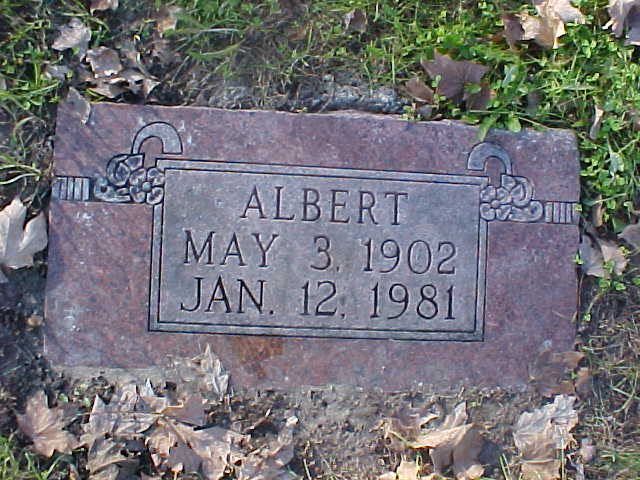 ALBERT
MAY 3, 1902
JAN. 12, 1981